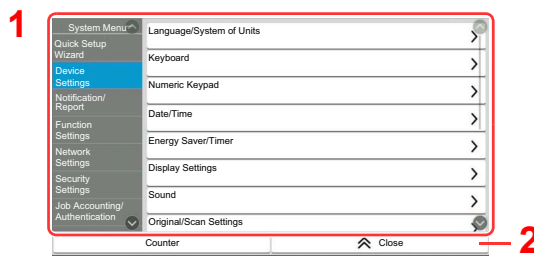 1
System Menu
Quick Setup
Wizard
Device
Settings
Notification/
Report
Function
Settings
Network
Settings
Security
Settings
Job Accounting/
Authentication
Language/System of Units
Keyboard
Numeric Keypad
Date/Time
Energy Saver/Timer
Display Settings
Sound
Original/Scan Settings
Counter
Close
2